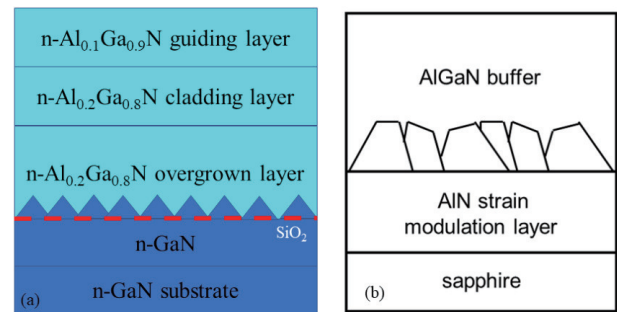 n-Al₀.₁Ga₀.₉N guiding layer
n-Al₀.₂Ga₀.₈N cladding layer
n-Al₀.₂Ga₀.₈N overgrown layer
SiO₂
n-GaN
n-GaN substrate
(a)
AlGaN buffer
AlN strain
modulation layer
sapphire
(b)